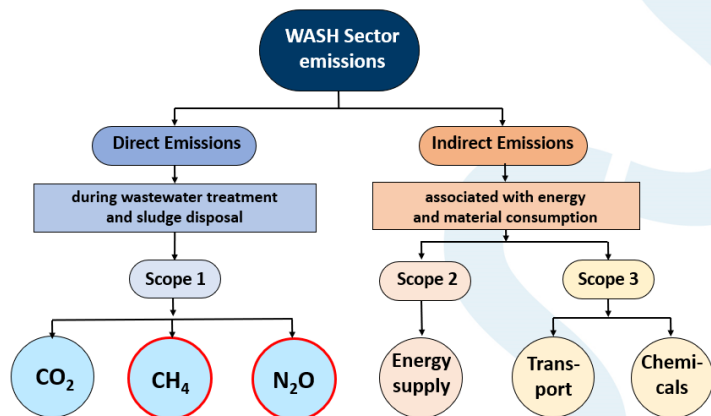 WASH Sector
emissions
Direct Emissions
Indirect Emissions
during wastewater treatment
and sludge disposal
associated with energy
and material consumption
Scope 1
Scope 2
Scope 3
CO₂
CH₄
N₂O
Energy
supply
Trans-
port
Chemi-
cals